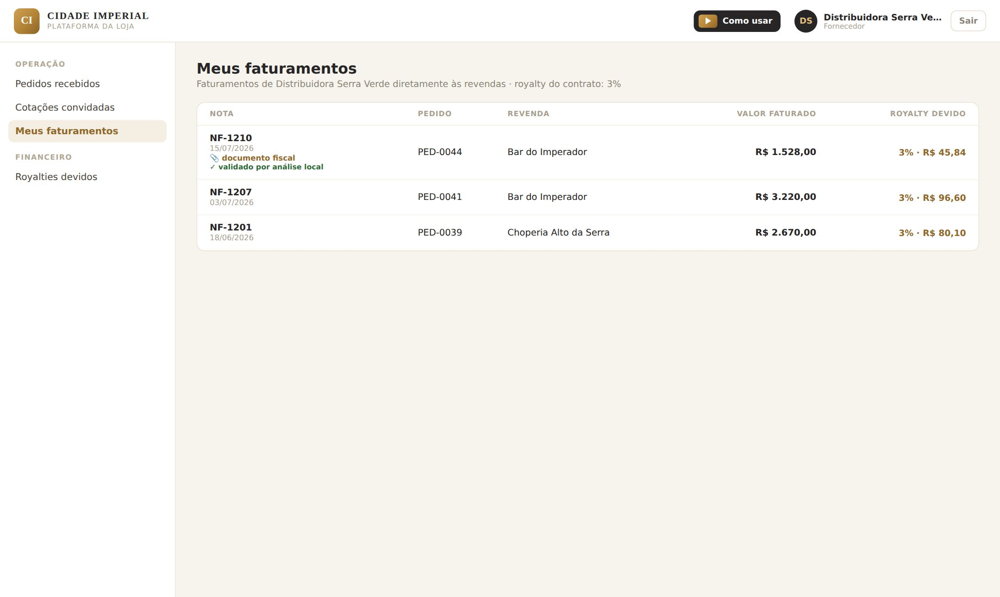 CI
CIDADE IMPERIAL
PLATAFORMA DA LOJA
Como usar
DS
Distribuidora Serra Ve…
Fornecedor
Sair
OPERAÇÃO
Pedidos recebidos
Cotações convidadas
Meus faturamentos
FINANCEIRO
Royalties devidos
Meus faturamentos
Faturamentos de Distribuidora Serra Verde diretamente às revendas · royalty do contrato: 3%
NOTA PEDIDO REVENDA VALOR FATURADO ROYALTY DEVIDO
NF-1210
15/07/2026
📎 documento fiscal
✓ validado por análise local
PED-0044 Bar do Imperador R$ 1.528,00 3% · R$ 45,84
NF-1207
03/07/2026
PED-0041 Bar do Imperador R$ 3.220,00 3% · R$ 96,60
NF-1201
18/06/2026
PED-0039 Choperia Alto da Serra R$ 2.670,00 3% · R$ 80,10